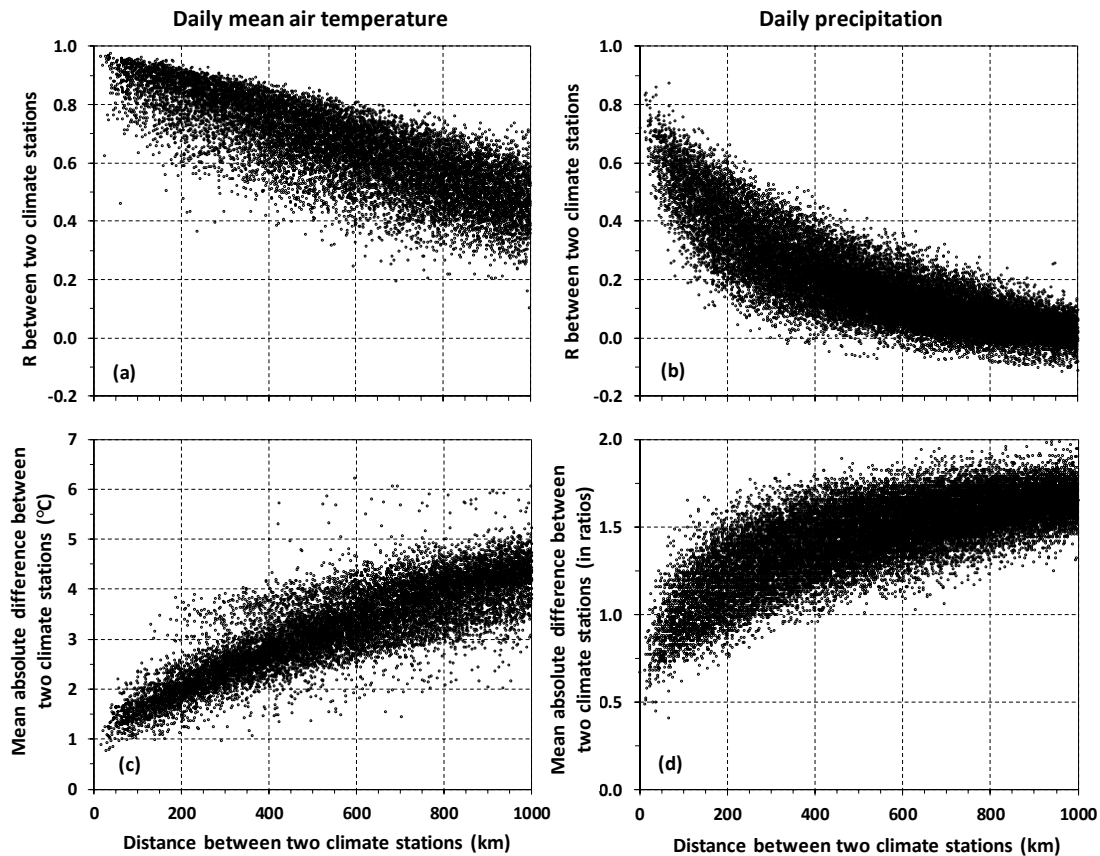 Daily mean air temperature
Daily precipitation
R between two climate stations
1.0
0.8
0.6
0.4
0.2
0.0
-0.2
(a)
R between two climate stations
1.0
0.8
0.6
0.4
0.2
0.0
-0.2
(b)
Mean absolute difference between
two climate stations (°C)
7
6
5
4
3
2
1
0
(c)
0 200 400 600 800 1000
Distance between two climate stations (km)
Mean absolute difference between
two climate stations (in ratios)
2.0
1.5
1.0
0.5
0.0
(d)
0 200 400 600 800 1000
Distance between two climate stations (km)